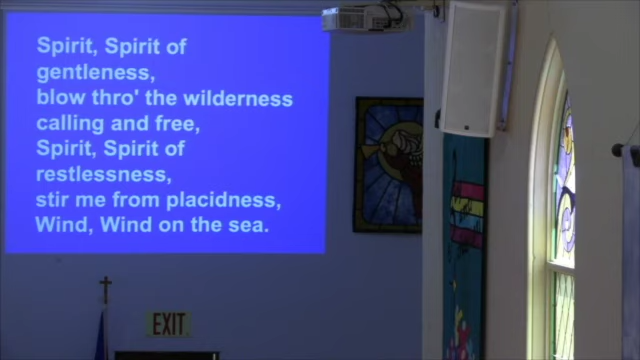 Spirit, Spirit of
gentleness,
blow thro' the wilderness
calling and free,
Spirit, Spirit of
restlessness,
stir me from placidness,
Wind, Wind on the sea.
EXIT